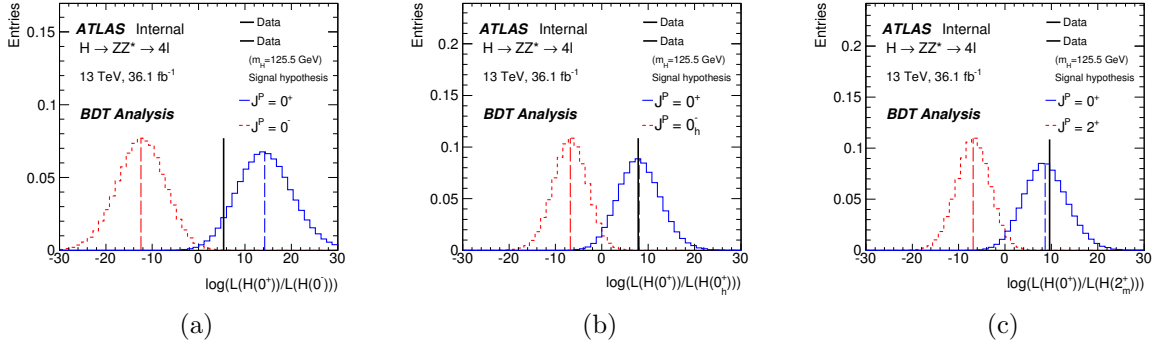 Entries
0.15
0.1
0.05
0
ATLAS Internal
H → ZZ* → 4l
13 TeV, 36.1 fb⁻¹
BDT Analysis
Data
Data
(m_H=125.5 GeV)
Signal hypothesis
J^P = 0⁺
J^P = 0⁻
-30 -20 -10 0 10 20 30
log(L(H(0⁺))/L(H(0⁻)))
(a)
Entries
0.2
0.15
0.1
0.05
0
ATLAS Internal
H → ZZ* → 4l
13 TeV, 36.1 fb⁻¹
BDT Analysis
Data
Data
(m_H=125.5 GeV)
Signal hypothesis
J^P = 0⁺
J^P = 0⁻_h
-30 -20 -10 0 10 20 30
log(L(H(0⁺))/L(H(0⁺_h)))
(b)
Entries
0.2
0.15
0.1
0.05
0
ATLAS Internal
H → ZZ* → 4l
13 TeV, 36.1 fb⁻¹
BDT Analysis
Data
Data
(m_H=125.5 GeV)
Signal hypothesis
J^P = 0⁺
J^P = 2⁺
-30 -20 -10 0 10 20 30
log(L(H(0⁺))/L(H(2⁺_m)))
(c)